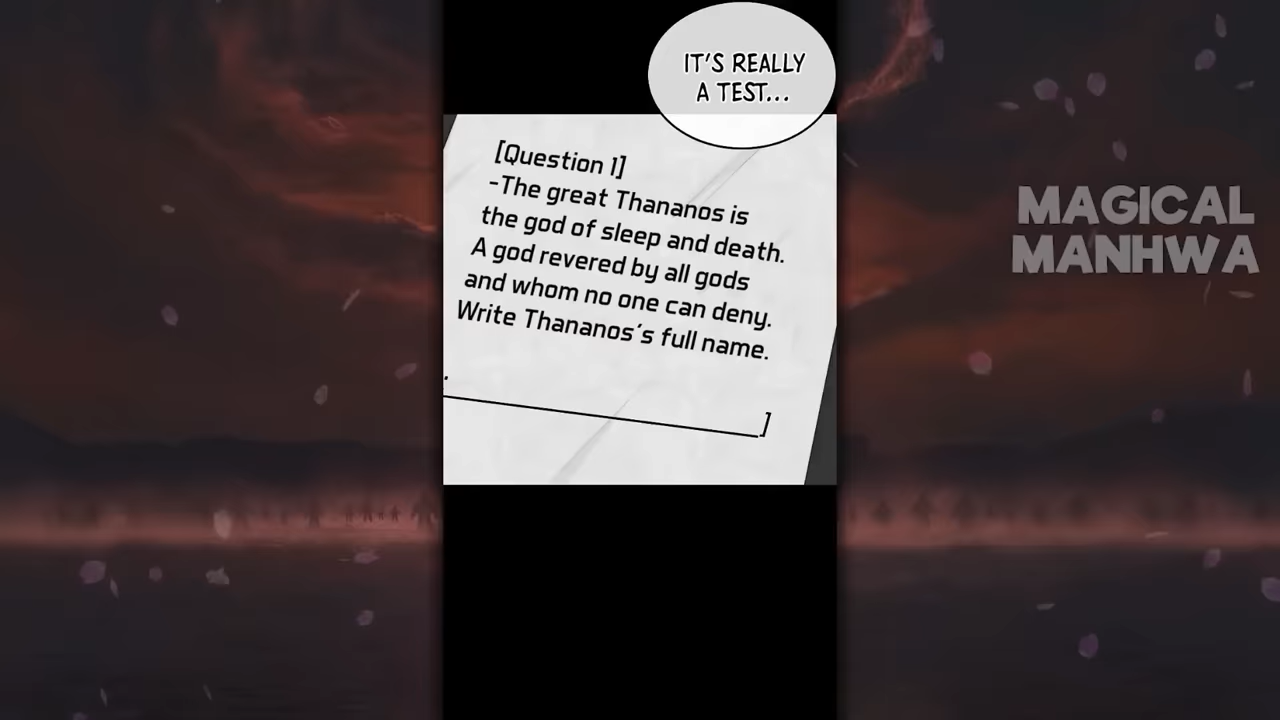 IT'S REALLY
A TEST...
[Question 1]
-The great Thananos is
the god of sleep and death.
A god revered by all gods
and whom no one can deny.
Write Thananos's full name.
.
]
MAGICAL
MANHWA